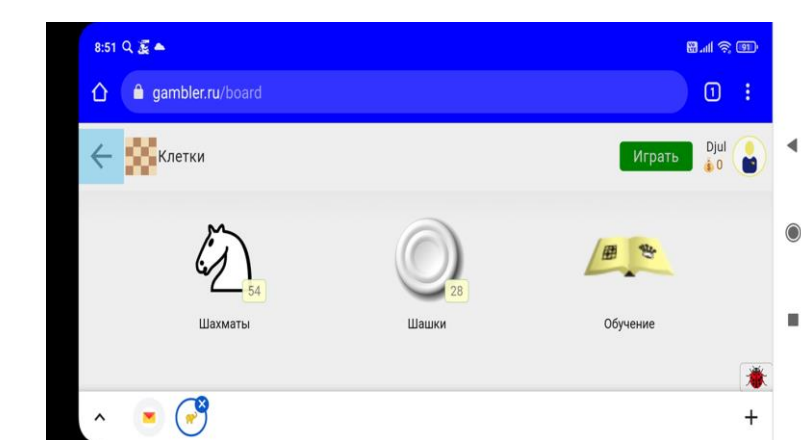 8:51
91
gambler.ru/board
1
Клетки
Играть
Djul
0
54
28
Шахматы
Шашки
Обучение